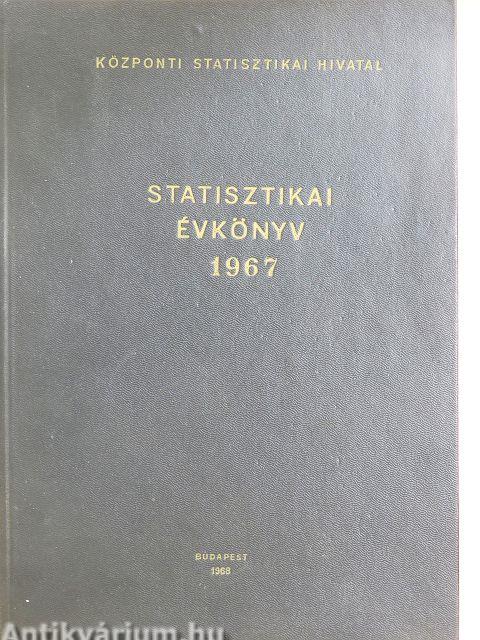 KÖZPONTI STATISZTIKAI HIVATAL
STATISZTIKAI
ÉVKÖNYV
1967
BUDAPEST
1968
Antikvárium.hu